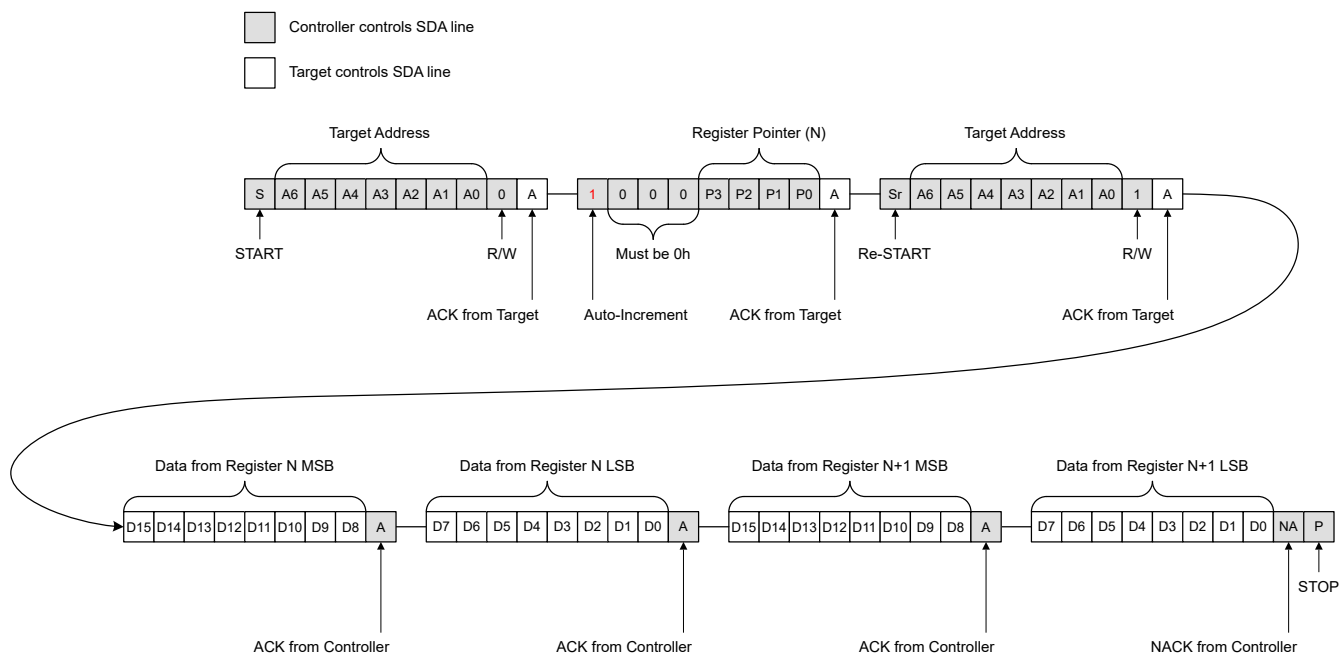 Controller controls SDA line
Target controls SDA line
Target Address Register Pointer (N) Target Address
S A6 A5 A4 A3 A2 A1 A0 0 A 1 0 0 0 P3 P2 P1 P0 A Sr A6 A5 A4 A3 A2 A1 A0 1 A
START R/W Must be 0h Re-START R/W
ACK from Target Auto-Increment ACK from Target ACK from Target
Data from Register N MSB Data from Register N LSB Data from Register N+1 MSB Data from Register N+1 LSB
D15 D14 D13 D12 D11 D10 D9 D8 A D7 D6 D5 D4 D3 D2 D1 D0 A D15 D14 D13 D12 D11 D10 D9 D8 A D7 D6 D5 D4 D3 D2 D1 D0 NA P
STOP
ACK from Controller ACK from Controller ACK from Controller NACK from Controller